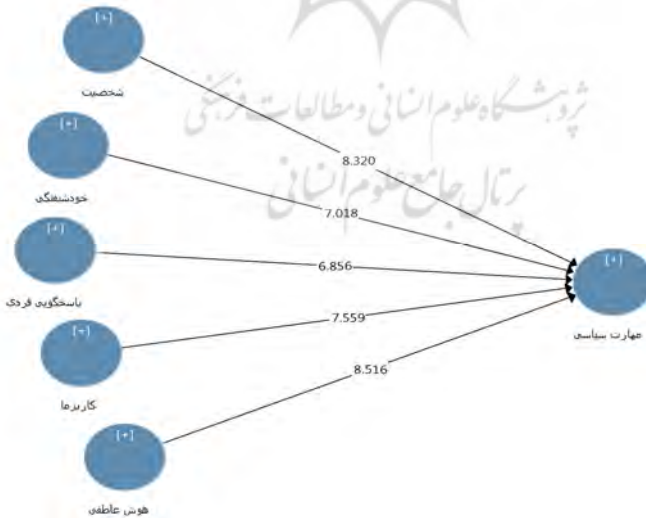 [+]
شخصیت
پژوهشگاه علوم انسانی و مطالعات فرهنگی
[+]
8.320
پرتال جامع علوم انسانی
خودشیفتگی
7.018
[+]
6.856
[+]
پاسخگویی فردی
7.559
مهارت سیاسی
[+]
کاریزما
8.516
[+]
هوش عاطفی